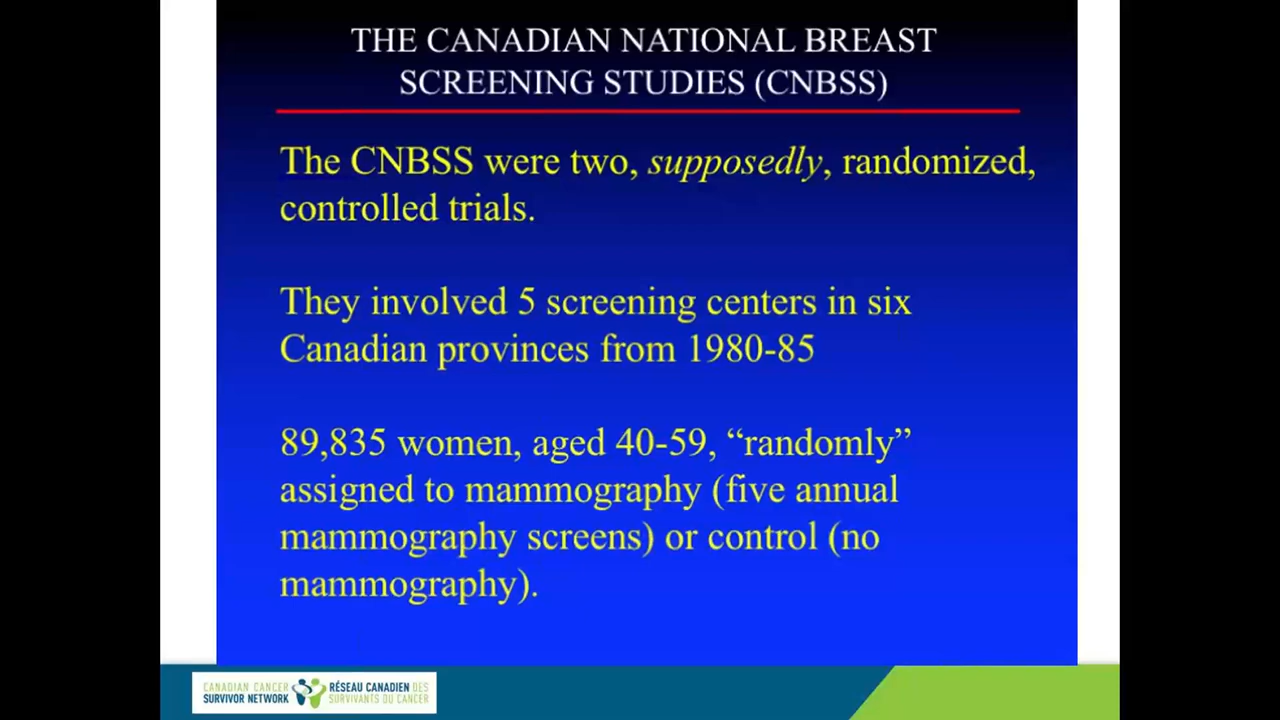 THE CANADIAN NATIONAL BREAST
SCREENING STUDIES (CNBSS)
The CNBSS were two, supposedly, randomized,
controlled trials.
They involved 5 screening centers in six
Canadian provinces from 1980-85
89,835 women, aged 40-59, “randomly”
assigned to mammography (five annual
mammography screens) or control (no
mammography).
CANADIAN CANCER
SURVIVOR NETWORK
RÉSEAU CANADIEN DES
SURVIVANTS DU CANCER